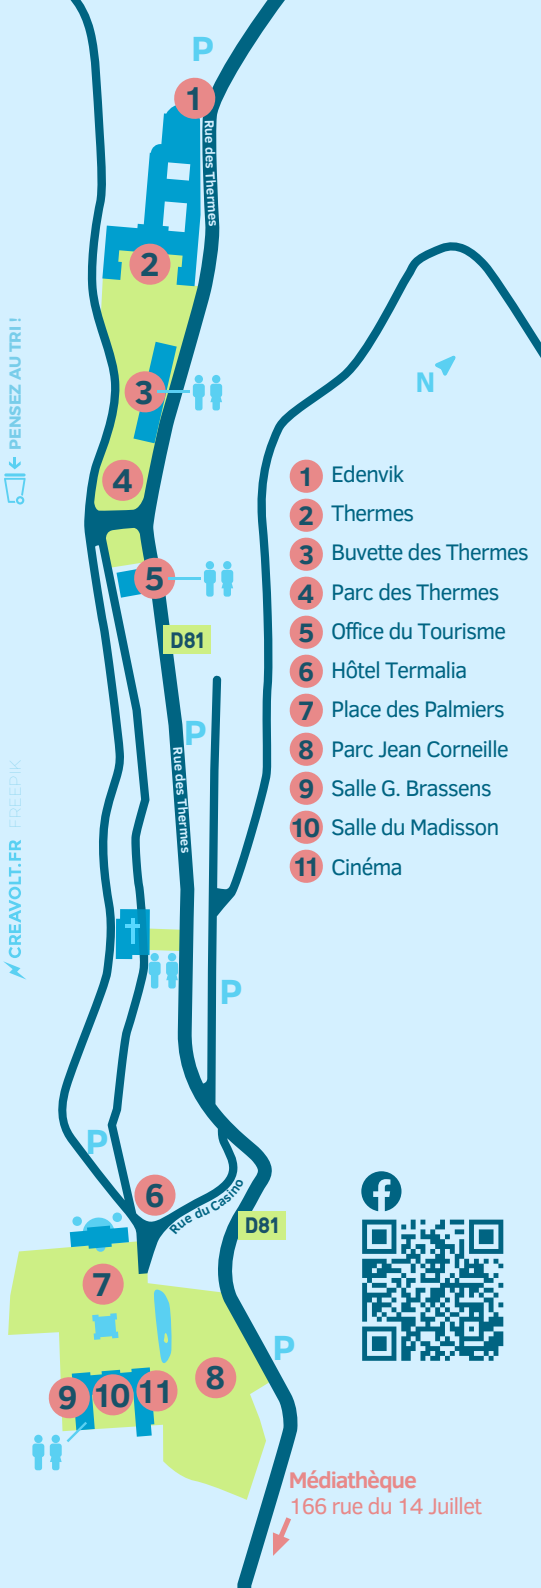 P
1
Rue des Thermes
2
3
4
5
PENSEZ AU TRI !
N
1 Edenvik
2 Thermes
3 Buvette des Thermes
4 Parc des Thermes
5 Office du Tourisme
6 Hôtel Termalia
7 Place des Palmiers
8 Parc Jean Corneille
9 Salle G. Brassens
10 Salle du Madisson
11 Cinéma
D81
P
Rue des Thermes
CREAVOLT.FR FREEPIK
P
P
6
Rue du Casino
D81
7
P
8
9
10
11
Médiathèque
166 rue du 14 Juillet